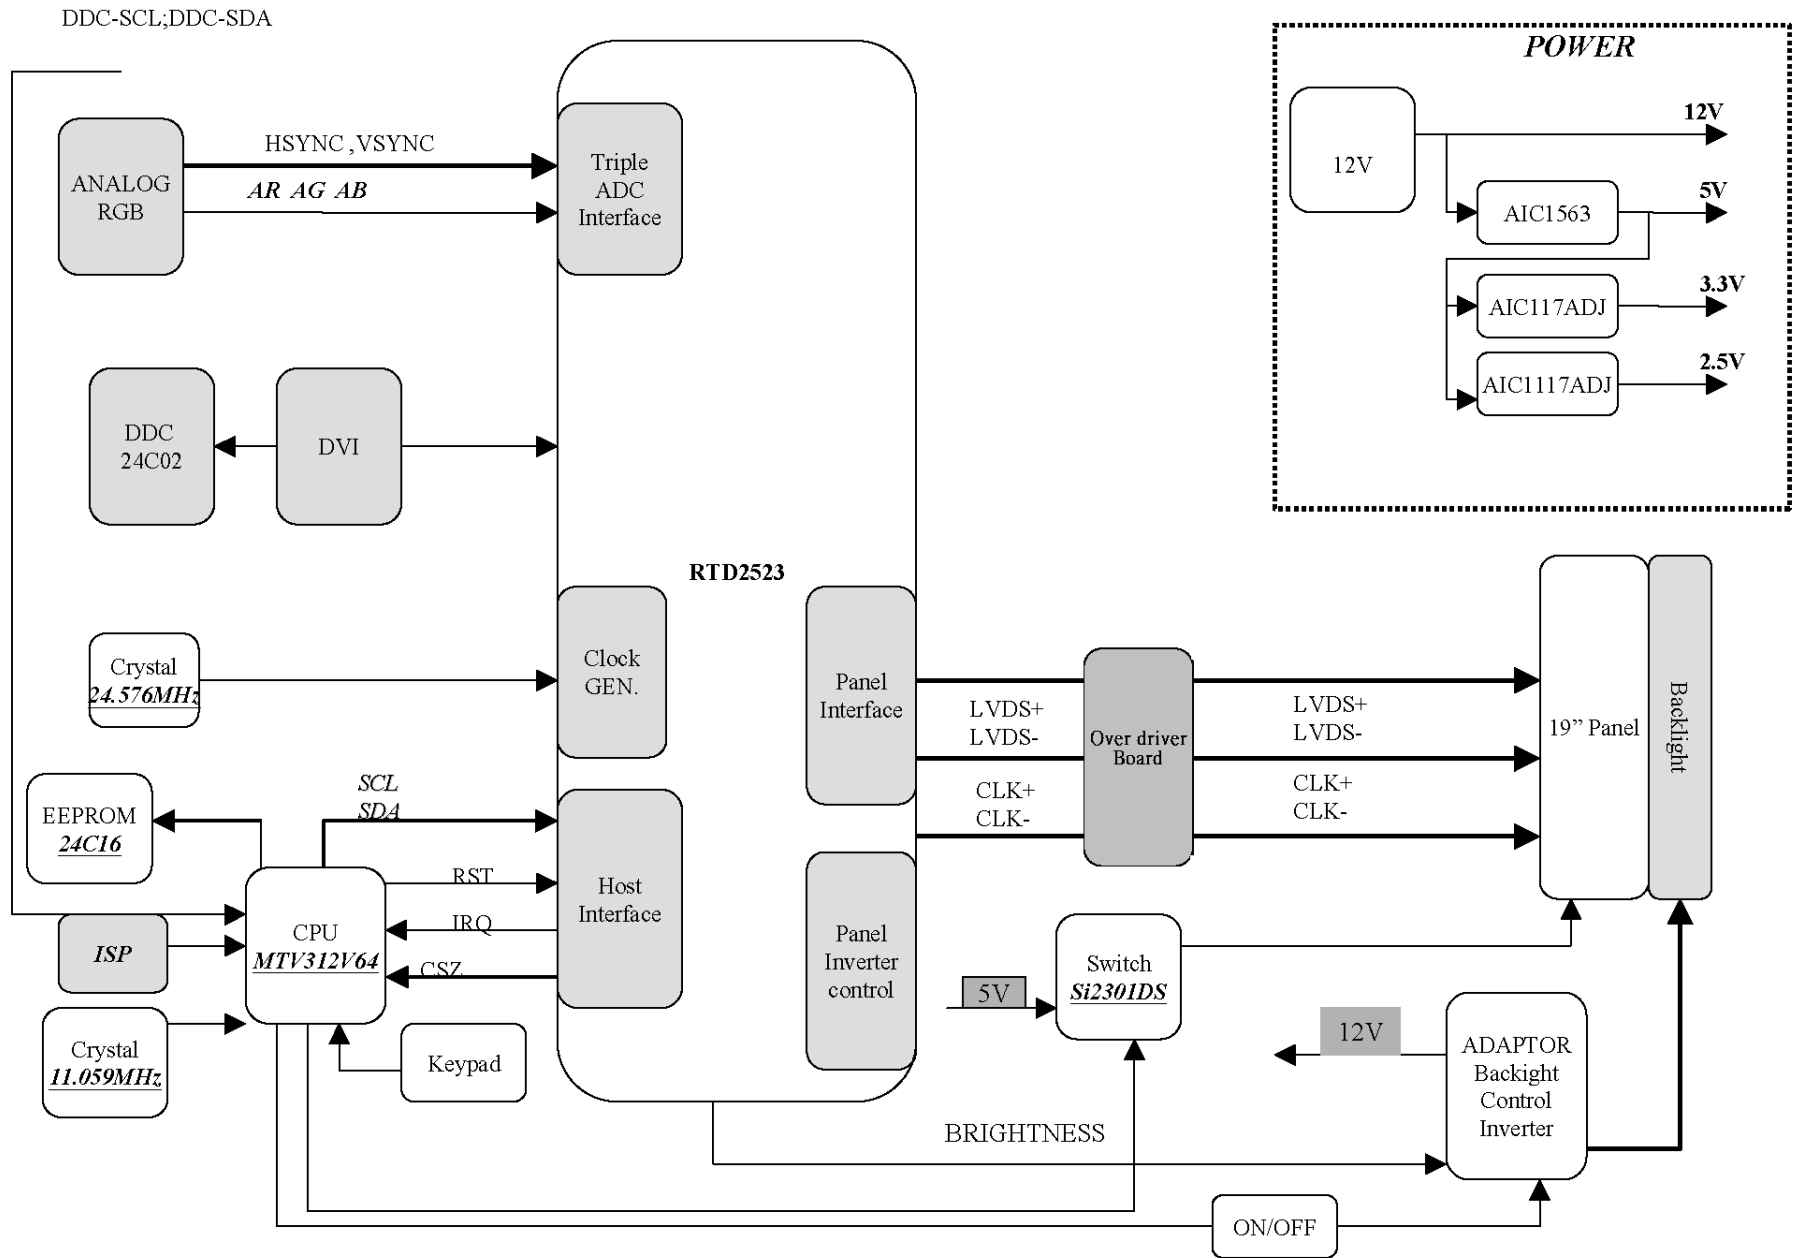 DDC-SCL;DDC-SDA
POWER
12V
12V
AIC1563
5V
AIC117ADJ
3.3V
AIC1117ADJ
2.5V
ANALOG
RGB
HSYNC ,VSYNC
AR AG AB
Triple
ADC
Interface
DDC
24C02
DVI
RTD2523
Crystal
24.576MHz
Clock
GEN.
Panel
Interface
LVDS+
LVDS-
CLK+
CLK-
Over driver
Board
LVDS+
LVDS-
CLK+
CLK-
19” Panel
Backlight
EEPROM
24C16
SCL
SDA
RST
IRQ
CSZ
Host
Interface
CPU
MTV312V64
ISP
Crystal
11.059MHz
Keypad
Panel
Inverter
control
5V
Switch
Si2301DS
12V
ADAPTOR
Backight
Control
Inverter
BRIGHTNESS
ON/OFF